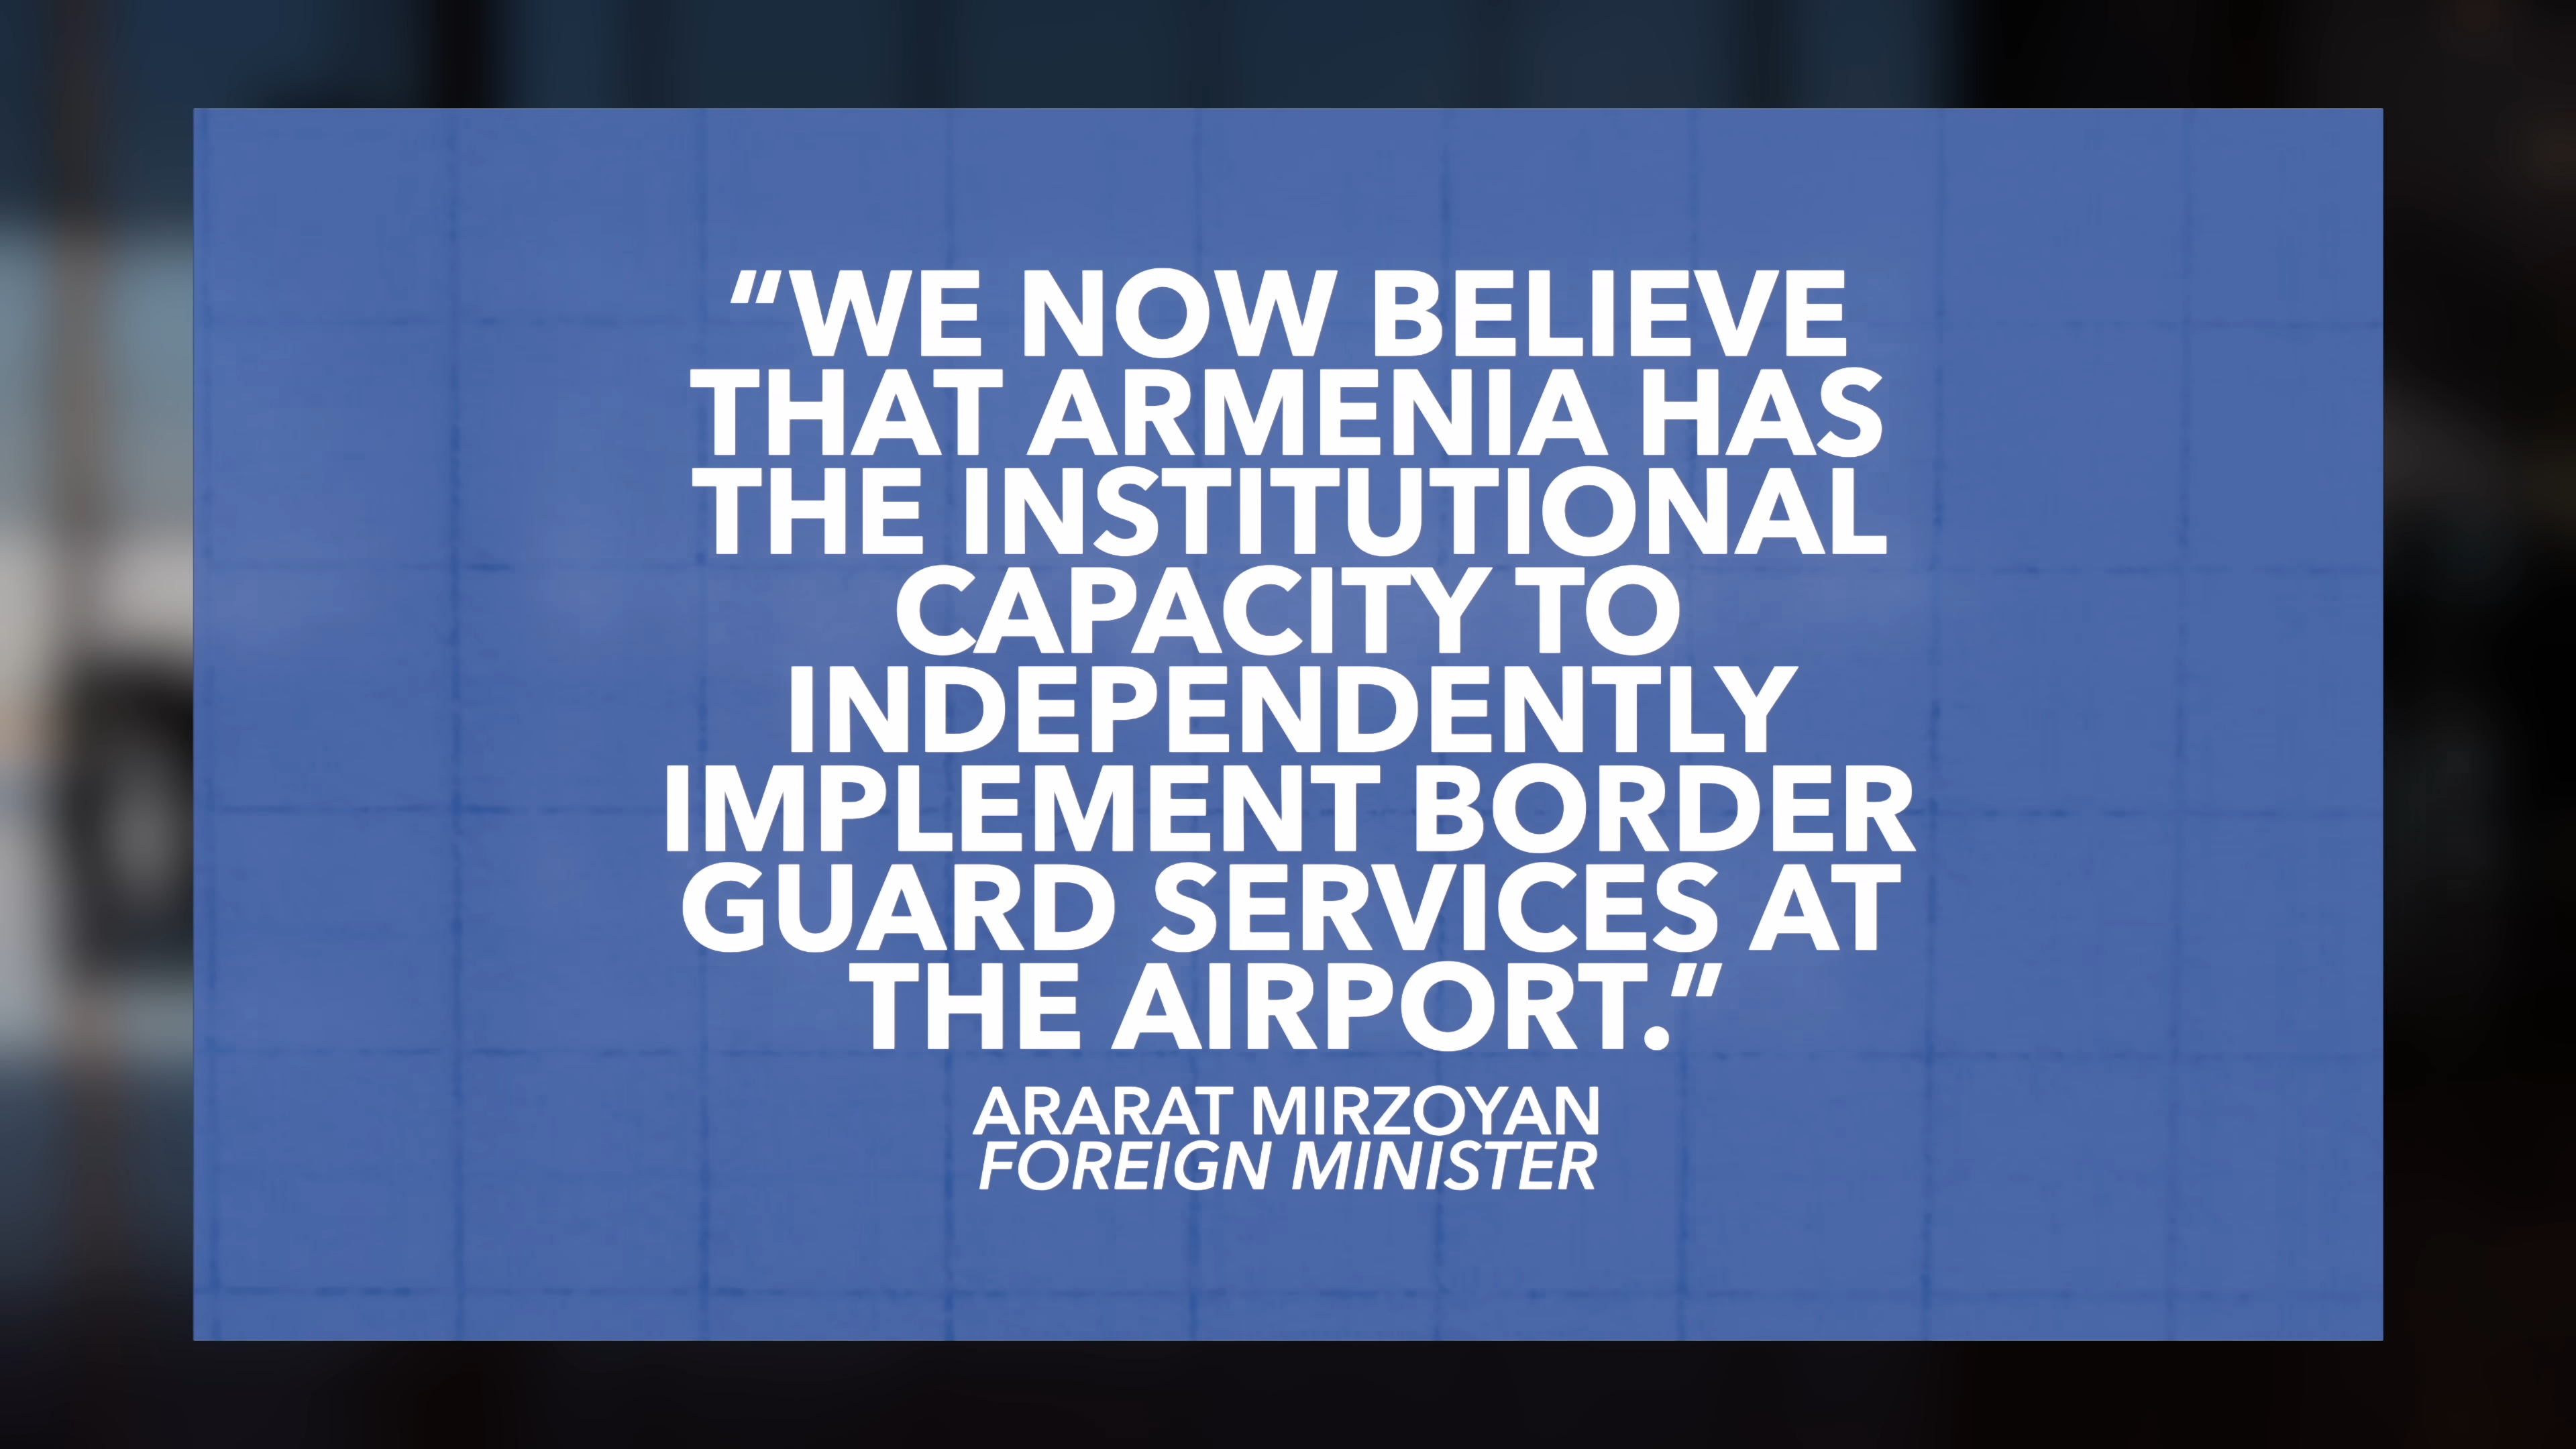 “WE NOW BELIEVE
THAT ARMENIA HAS
THE INSTITUTIONAL
CAPACITY TO
INDEPENDENTLY
IMPLEMENT BORDER
GUARD SERVICES AT
THE AIRPORT.”
ARARAT MIRZOYAN
FOREIGN MINISTER